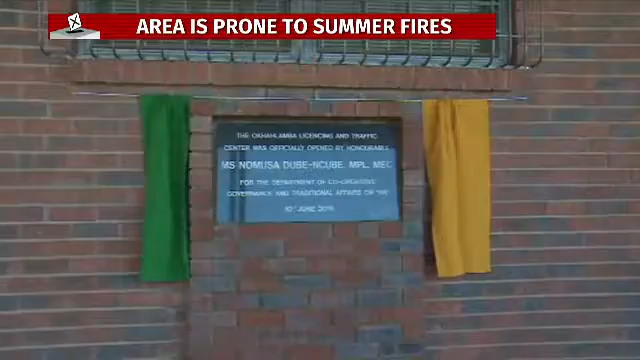 AREA IS PRONE TO SUMMER FIRES
THE OKHAHLAMBA LICENCING AND TRAFFIC
CENTER WAS OFFICIALLY OPENED BY HONOURABLE
MS NOMUSA DUBE-NCUBE, MPL, MEC
FOR THE DEPARTMENT OF CO-OPERATIVE
GOVERNANCE AND TRADITIONAL AFFAIRS OF
JUNE